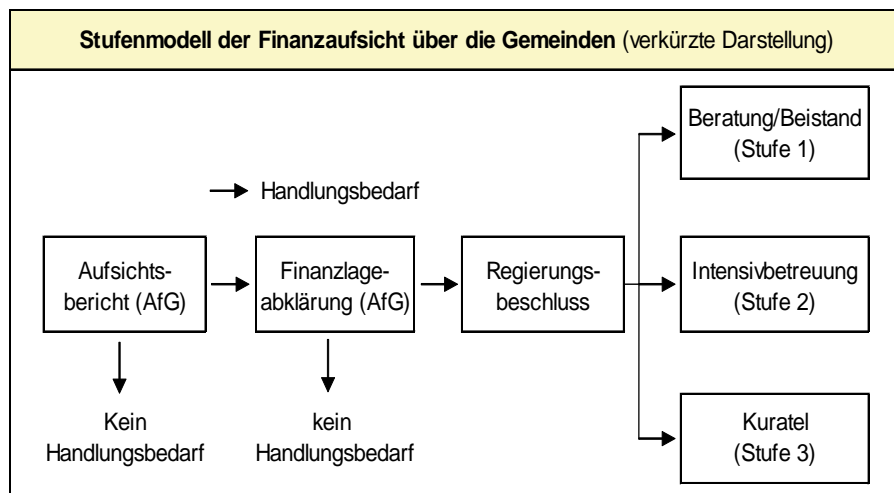 Stufenmodell der Finanzaufsicht über die Gemeinden (verkürzte Darstellung)
Beratung/Beistand
(Stufe 1)
Handlungsbedarf
Aufsichts-
bericht (AfG)
Finanzlage-
abklärung (AfG)
Regierungs-
beschluss
Intensivbetreuung
(Stufe 2)
Kein
Handlungsbedarf
kein
Handlungsbedarf
Kuratel
(Stufe 3)